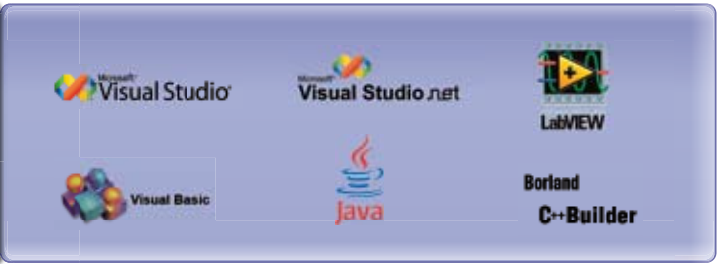 Microsoft
Visual Studio
Microsoft
Visual Studio .net
LabVIEW
Visual Basic
Java
Borland
C++Builder